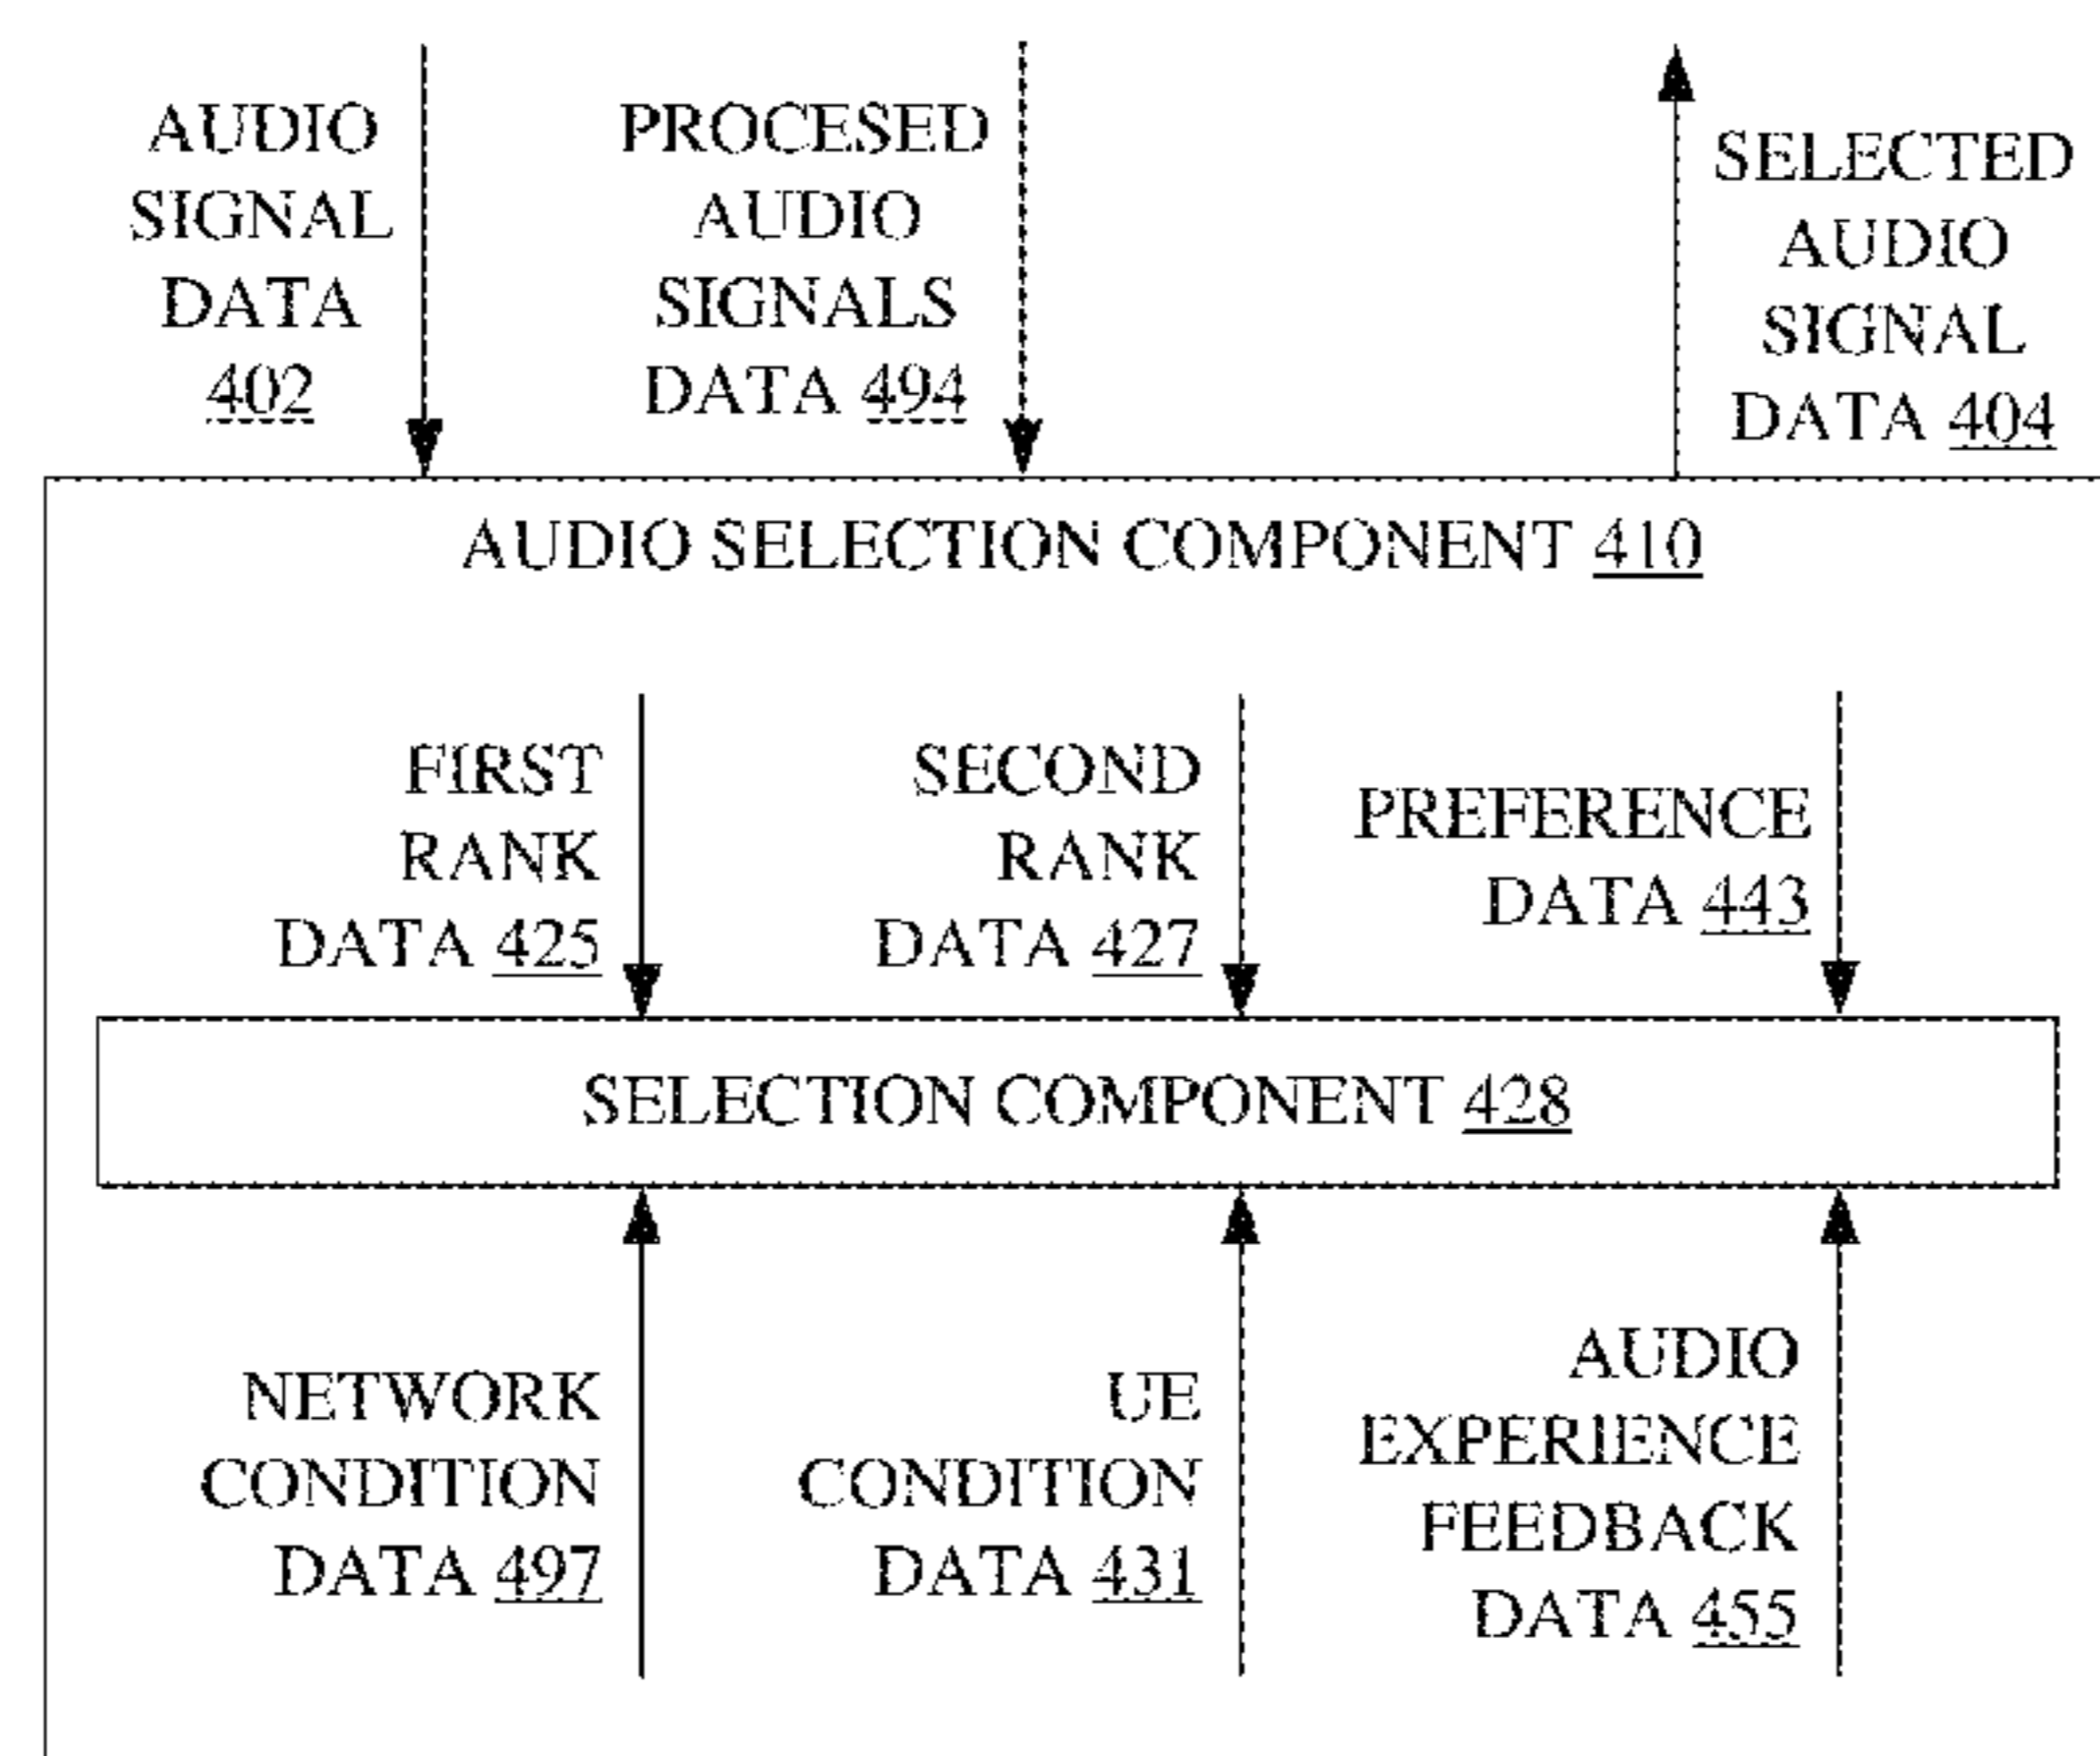 AUDIO
SIGNAL
DATA
402
PROCESED
AUDIO
SIGNALS
DATA 494
SELECTED
AUDIO
SIGNAL
DATA 404
AUDIO SELECTION COMPONENT 410
FIRST
RANK
DATA 425
SECOND
RANK
DATA 427
PREFERENCE
DATA 443
SELECTION COMPONENT 428
NETWORK
CONDITION
DATA 497
UE
CONDITION
DATA 431
AUDIO
EXPERIENCE
FEEDBACK
DATA 455